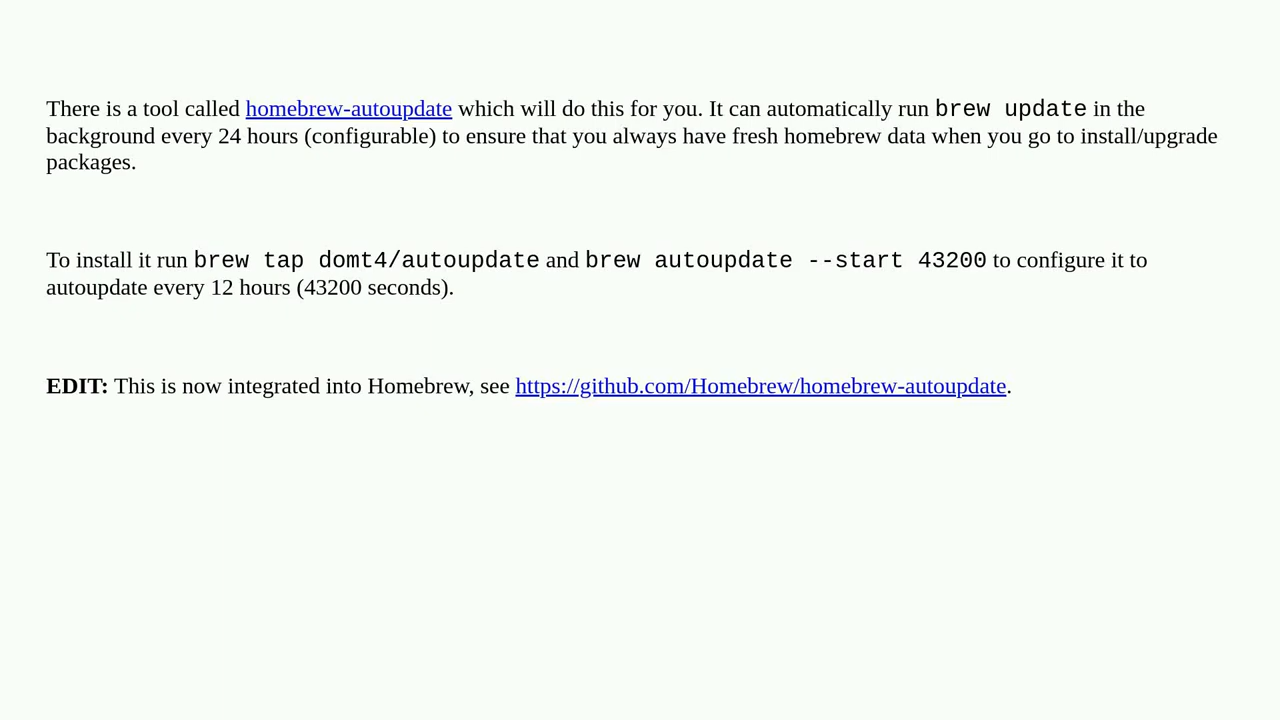 There is a tool called homebrew-autoupdate which will do this for you. It can automatically run brew update in the
background every 24 hours (configurable) to ensure that you always have fresh homebrew data when you go to install/upgrade
packages.
To install it run brew tap domt4/autoupdate and brew autoupdate --start 43200 to configure it to
autoupdate every 12 hours (43200 seconds).
EDIT: This is now integrated into Homebrew, see https://github.com/Homebrew/homebrew-autoupdate.